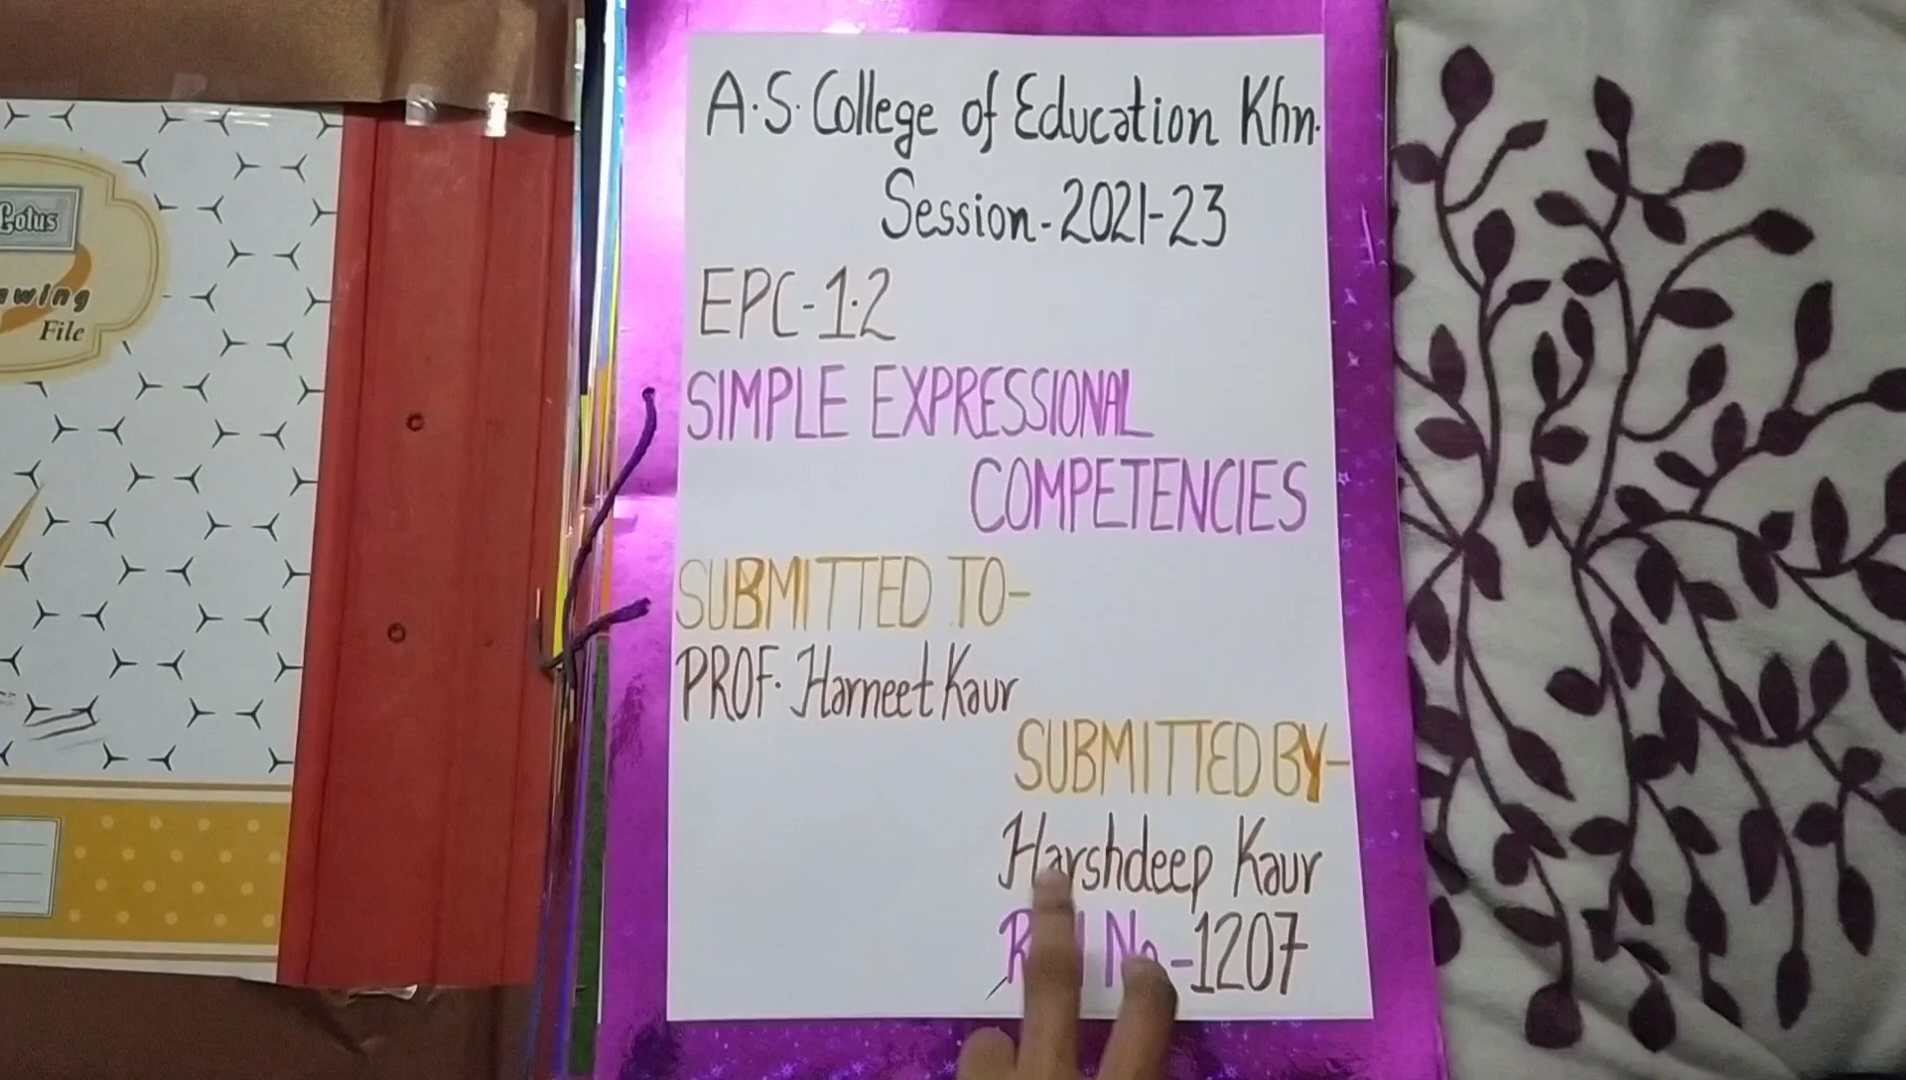 A.S. College of Education Khn.
Session-2021-23
EPC-1.2
SIMPLE EXPRESSIONAL
COMPETENCIES
SUBMITTED TO-
PROF. Harneet Kaur
SUBMITTED BY-
Harshdeep Kaur
No.-1207
Lotus
File